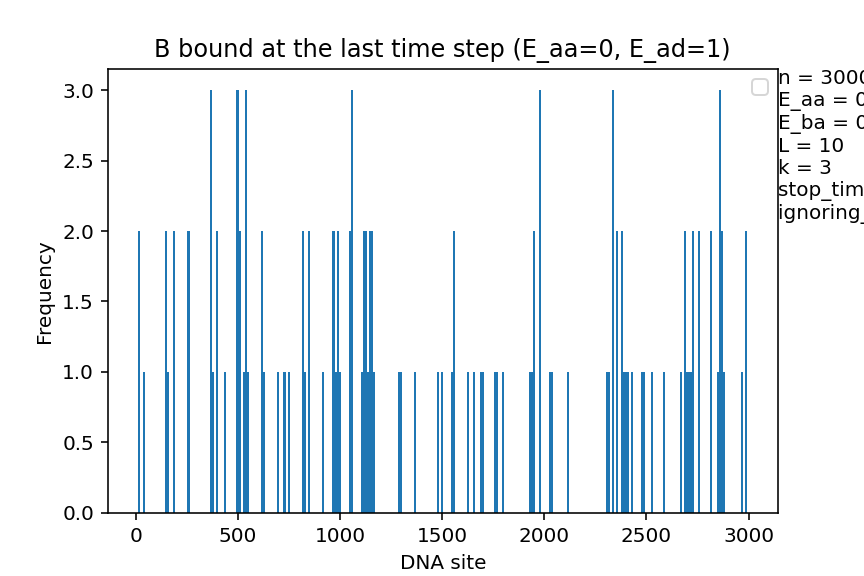 B bound at the last time step (E_aa=0, E_ad=1)
n = 3000
E_aa = 0
E_ba = 0
L = 10
k = 3
stop_tim
ignoring_
3.0
2.5
2.0
1.5
1.0
0.5
0.0
Frequency
0 500 1000 1500 2000 2500 3000
DNA site